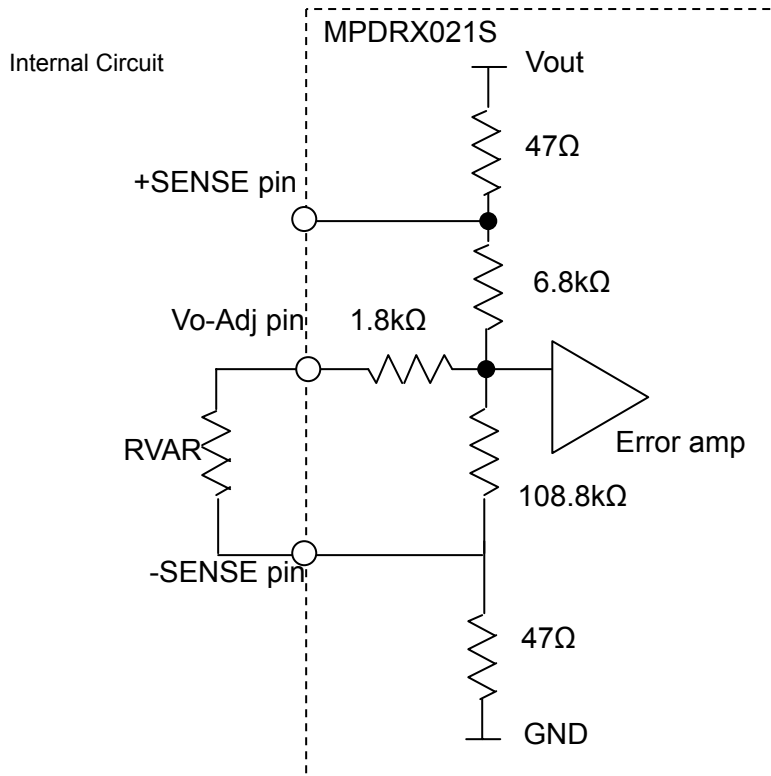 MPDRX021S
Internal Circuit
Vout
47Ω
+SENSE pin
6.8kΩ
Vo-Adj pin
1.8kΩ
RVAR
Error amp
108.8kΩ
-SENSE pin
47Ω
GND